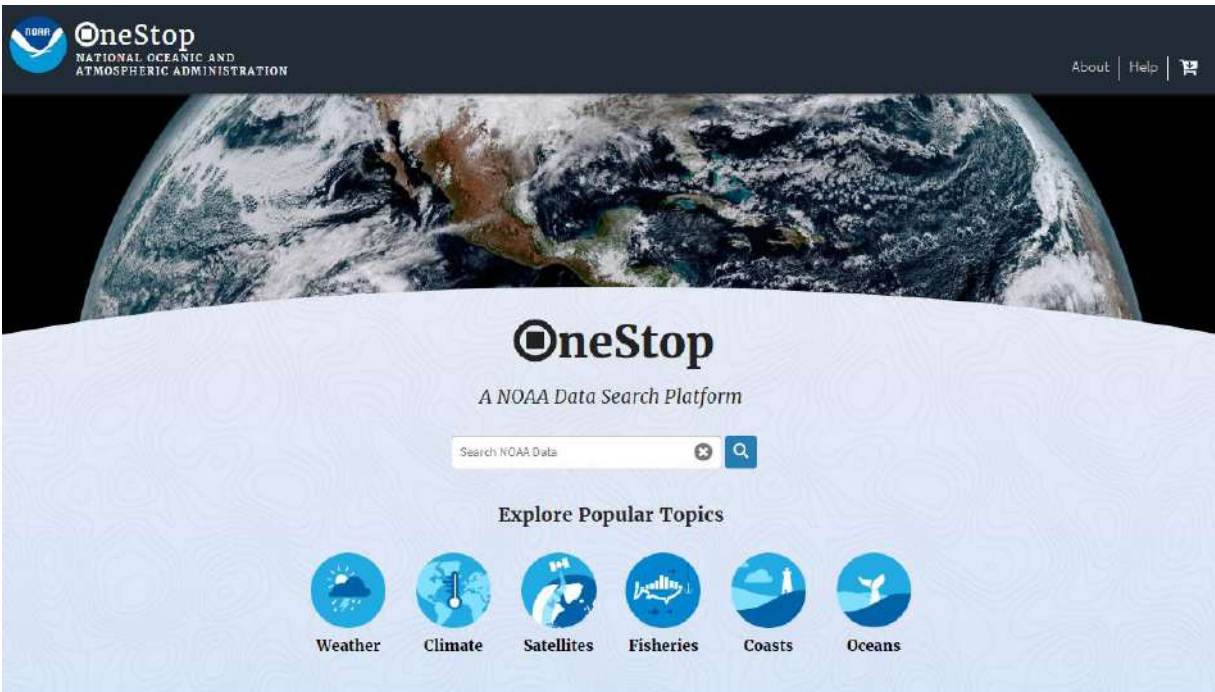 NOAA
OneStop
NATIONAL OCEANIC AND
ATMOSPHERIC ADMINISTRATION
About | Help |
OneStop
A NOAA Data Search Platform
Search NOAA Data
Explore Popular Topics
Weather Climate Satellites Fisheries Coasts Oceans